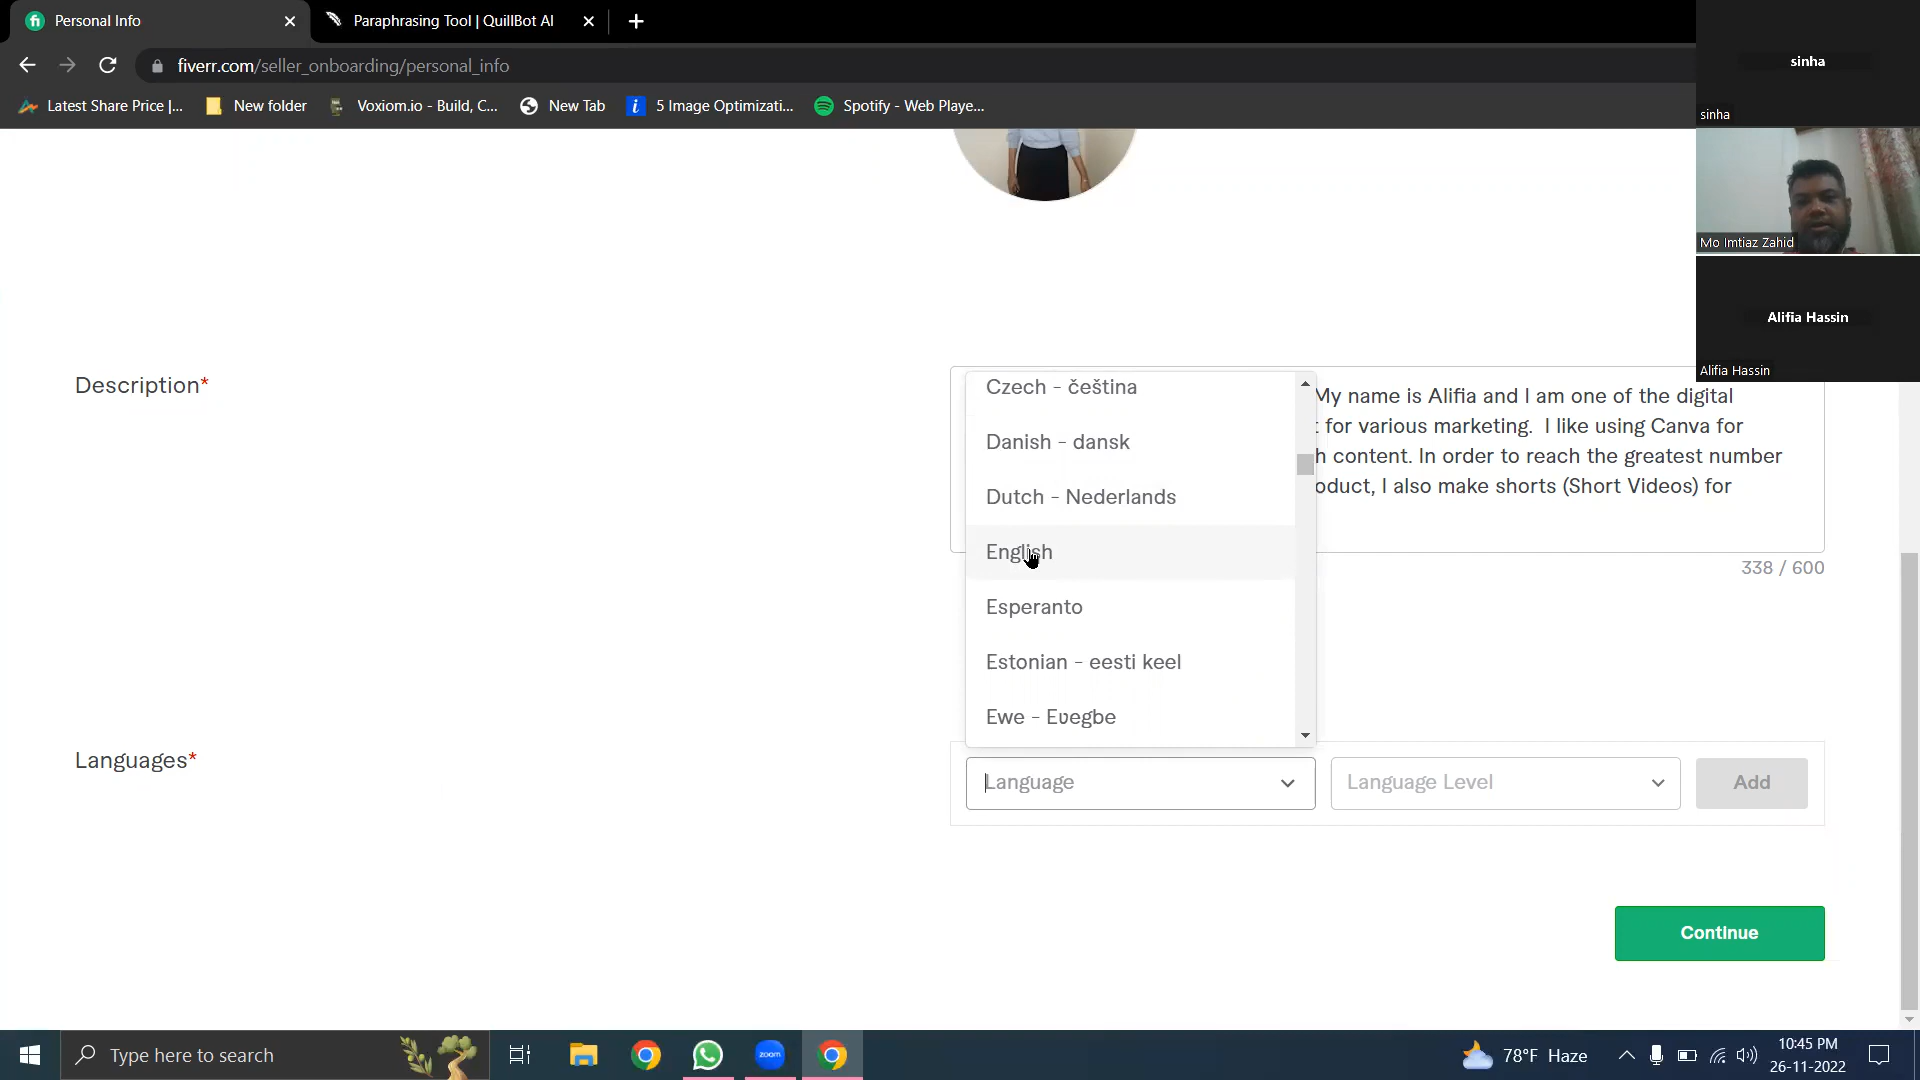 Personal Info
Paraphrasing Tool | QuillBot AI
fiverr.com/seller_onboarding/personal_info
Latest Share Price |...
New folder
Voxiom.io - Build, C...
New Tab
5 Image Optimizati...
Spotify - Web Playe...
sinha
sinha
Mo Imtiaz Zahid
Alifia Hassin
Alifia Hassin
Description*
My name is Alifia and I am one of the digital
for various marketing. I like using Canva for
h content. In order to reach the greatest number
oduct, I also make shorts (Short Videos) for
338 / 600
Czech - čeština
Danish - dansk
Dutch - Nederlands
English
Esperanto
Estonian - eesti keel
Ewe - Eʋegbe
Languages*
Language
Language Level
Add
Continue
Type here to search
zoom
78°F Haze
10:45 PM
26-11-2022